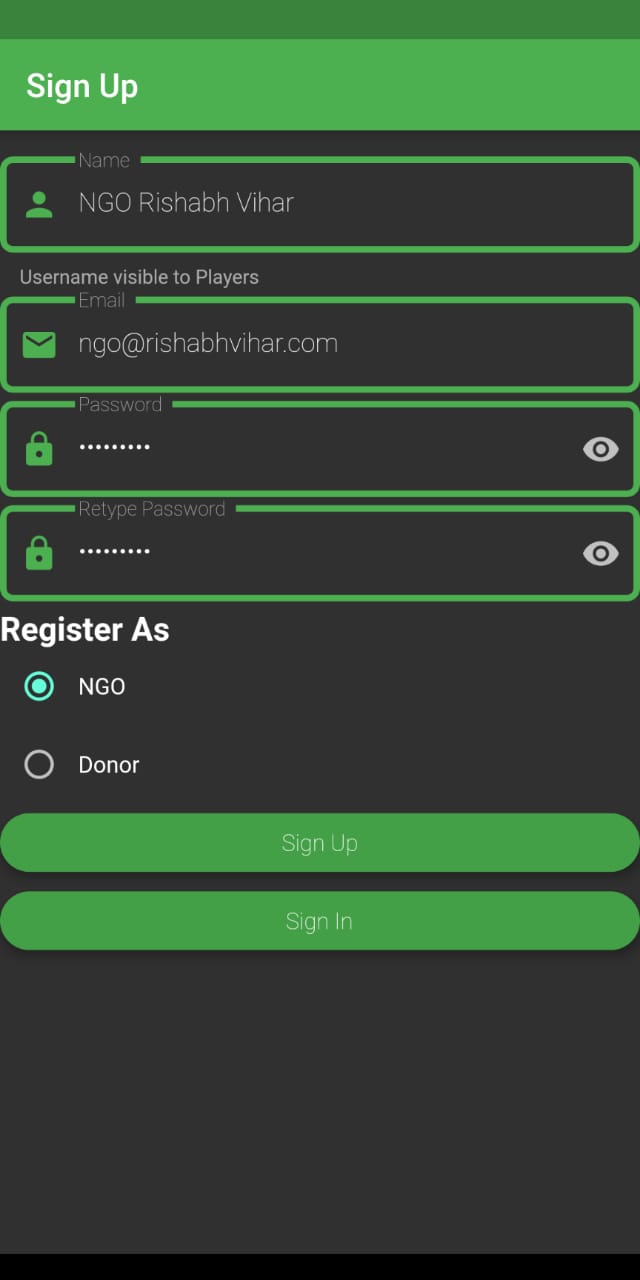 Sign Up
Name
NGO Rishabh Vihar
Username visible to Players
Email
ngo@rishabhvihar.com
Password
•••••••••
Retype Password
•••••••••
Register As
NGO
Donor
Sign Up
Sign In